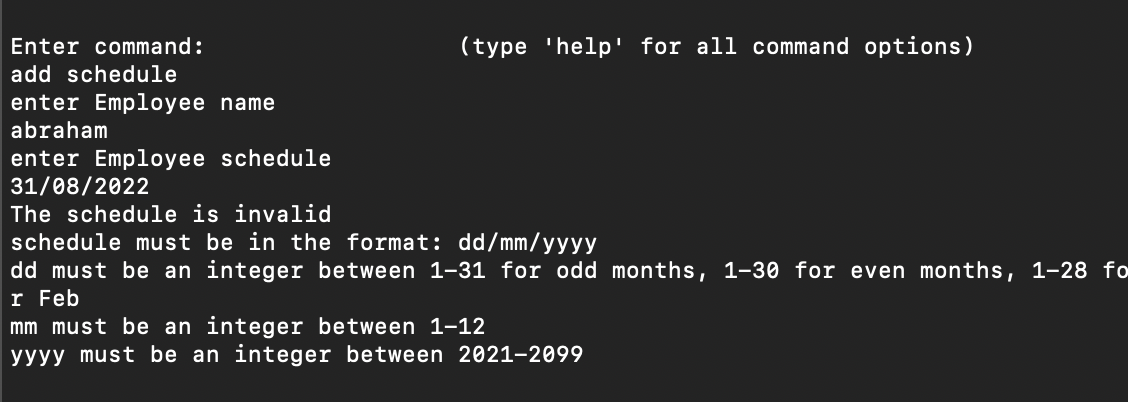 Enter command:                  (type 'help' for all command options)
add schedule
enter Employee name
abraham
enter Employee schedule
31/08/2022
The schedule is invalid
schedule must be in the format: dd/mm/yyyy
dd must be an integer between 1-31 for odd months, 1-30 for even months, 1-28 fo
r Feb
mm must be an integer between 1-12
yyyy must be an integer between 2021-2099